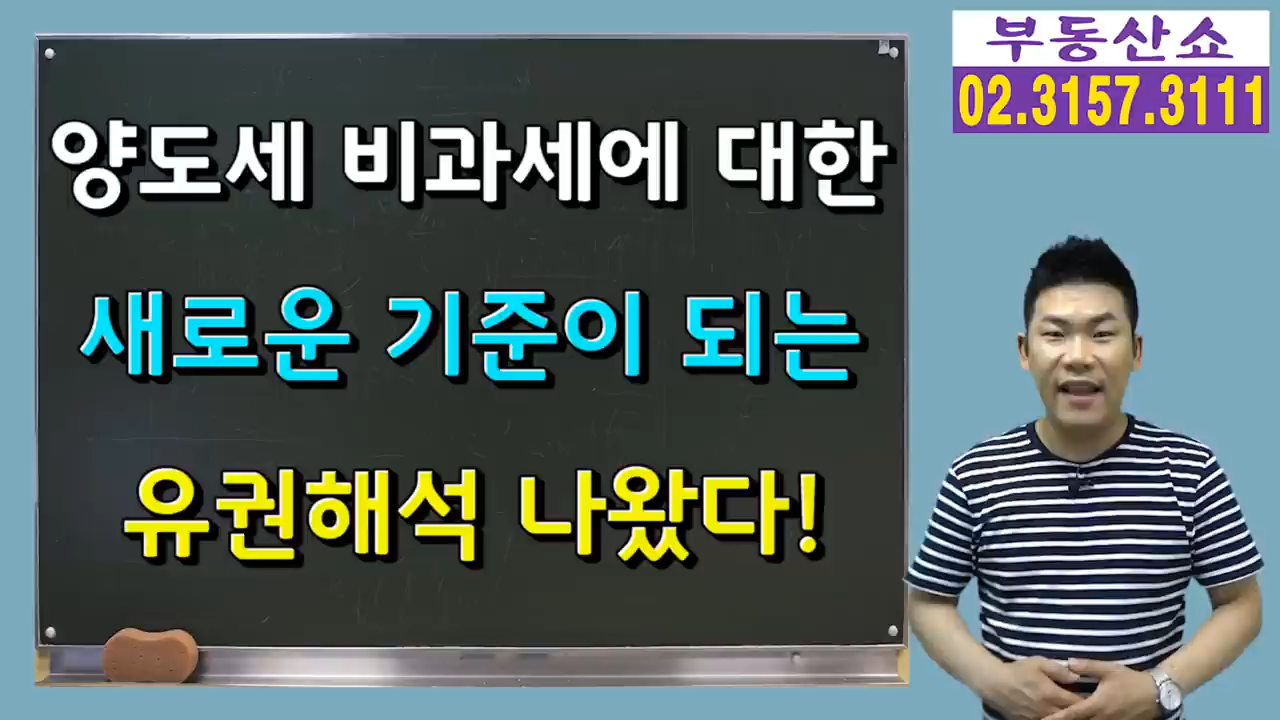 부동산쇼
02.3157.3111
양도세 비과세에 대한
새로운 기준이 되는
유권해석 나왔다!